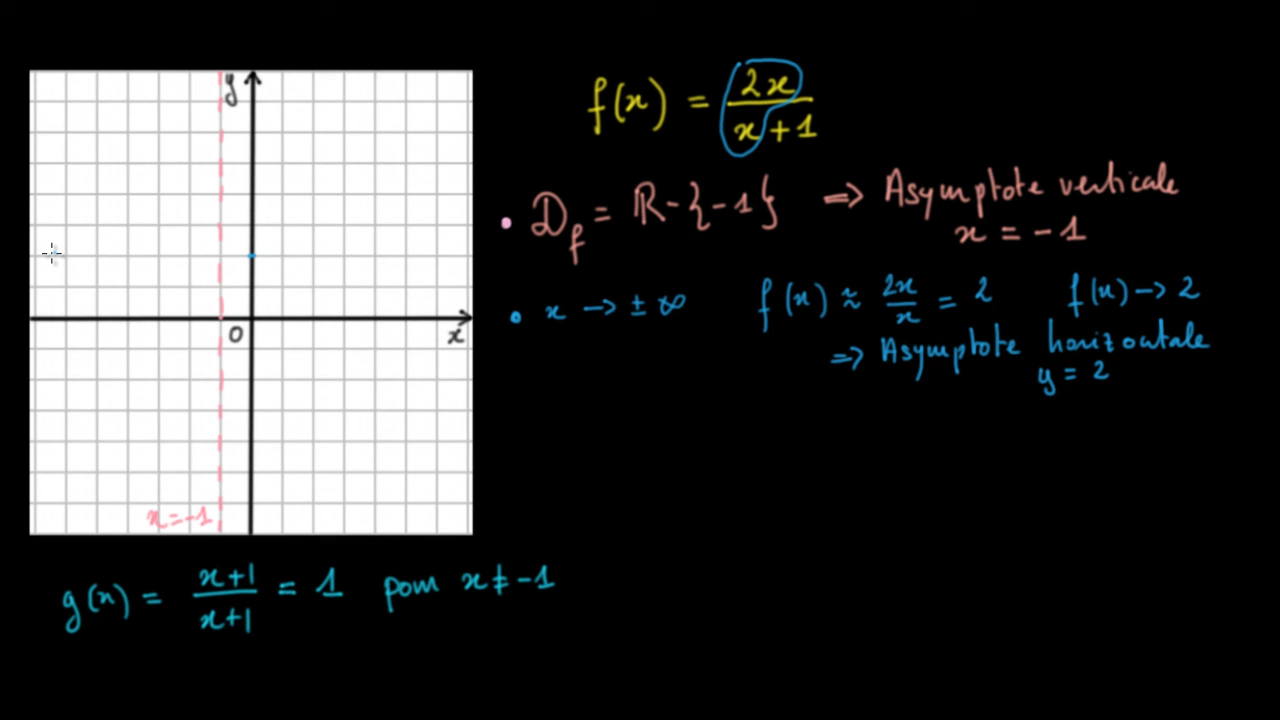 y
O
x
x = -1
f(x) = 2x / x+1
D_f = ℝ - {-1} ⇒ Asymptote verticale
x = -1
x → ±∞ f(x) ≈ 2x / x = 2 f(x) → 2
⇒ Asymptote horizontale
y = 2
g(x) = x+1 / x+1 = 1 pour x ≠ -1